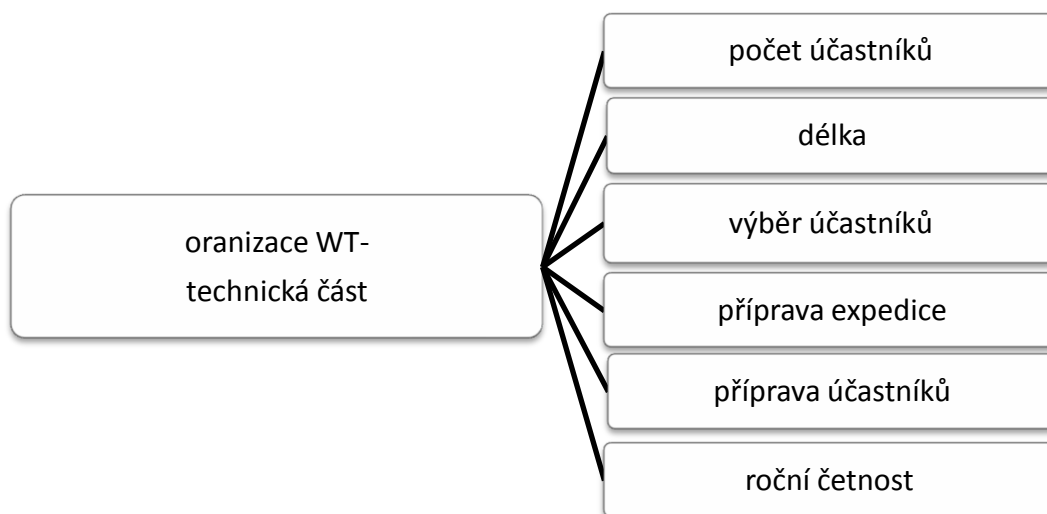 oranizace WT-
technická část
počet účastníků
délka
výběr účastníků
příprava expedice
příprava účastníků
roční četnost